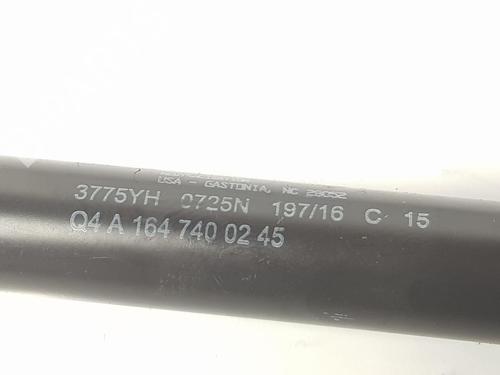 USA - GASTONIA, NC 28052
3775YH 0725N 197/16 C 15
Q4 A 164 740 02 45